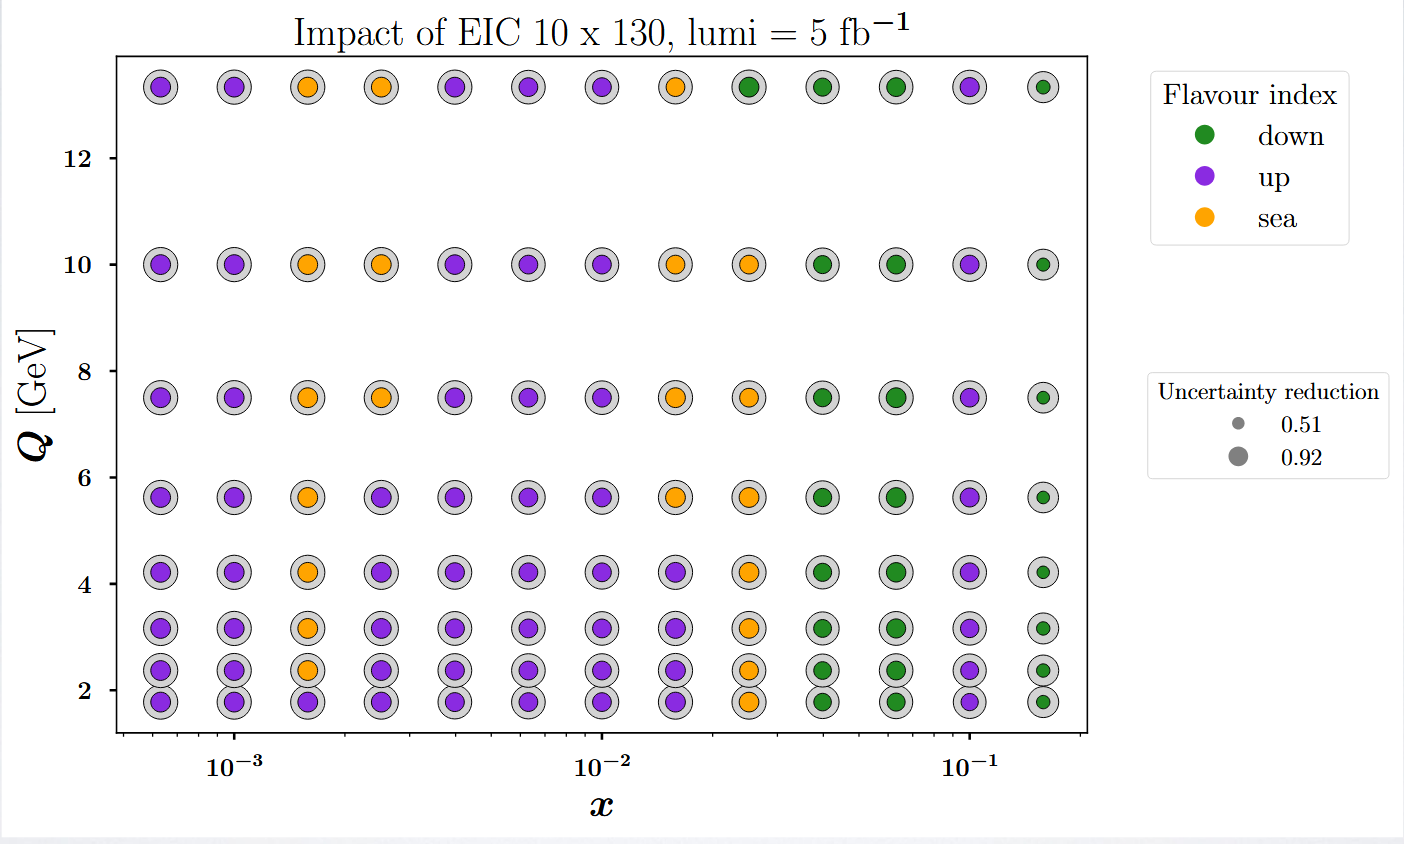 Impact of EIC 10 x 130, lumi = 5 fb⁻¹
Flavour index
down
up
sea
Uncertainty reduction
0.51
0.92
Q [GeV]
12
10
8
6
4
2
10⁻³ 10⁻² 10⁻¹
x